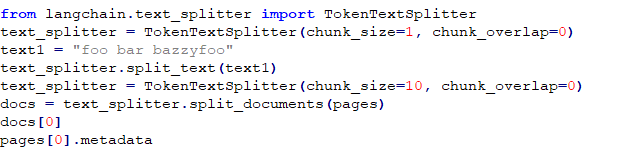 from langchain.text_splitter import TokenTextSplitter
text_splitter = TokenTextSplitter(chunk_size=1, chunk_overlap=0)
text1 = "foo bar bazzyfoo"
text_splitter.split_text(text1)
text_splitter = TokenTextSplitter(chunk_size=10, chunk_overlap=0)
docs = text_splitter.split_documents(pages)
docs[0]
pages[0].metadata